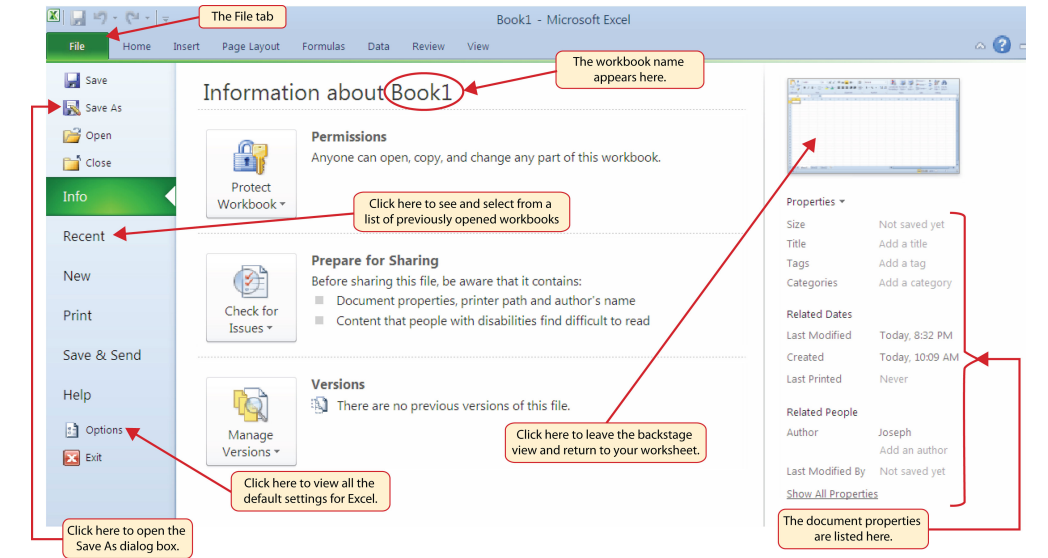 The File tab
Book1 - Microsoft Excel
File Home Insert Page Layout Formulas Data Review View
The workbook name
appears here.
Save
Save As
Open
Close
Info
Recent
New
Print
Save & Send
Help
Options
Exit
Information about Book1
Protect
Workbook
Permissions
Anyone can open, copy, and change any part of this workbook.
Click here to see and select from a
list of previously opened workbooks
Check for
Issues
Prepare for Sharing
Before sharing this file, be aware that it contains:
Document properties, printer path and author's name
Content that people with disabilities find difficult to read
Manage
Versions
Versions
There are no previous versions of this file.
Click here to leave the backstage
view and return to your worksheet.
Click here to view all the
default settings for Excel.
Click here to open the
Save As dialog box.
Properties
Size Not saved yet
Title Add a title
Tags Add a tag
Categories Add a category
Related Dates
Last Modified Today, 8:32 PM
Created Today, 10:09 AM
Last Printed Never
Related People
Author Joseph
Add an author
Last Modified By Not saved yet
Show All Properties
The document properties
are listed here.